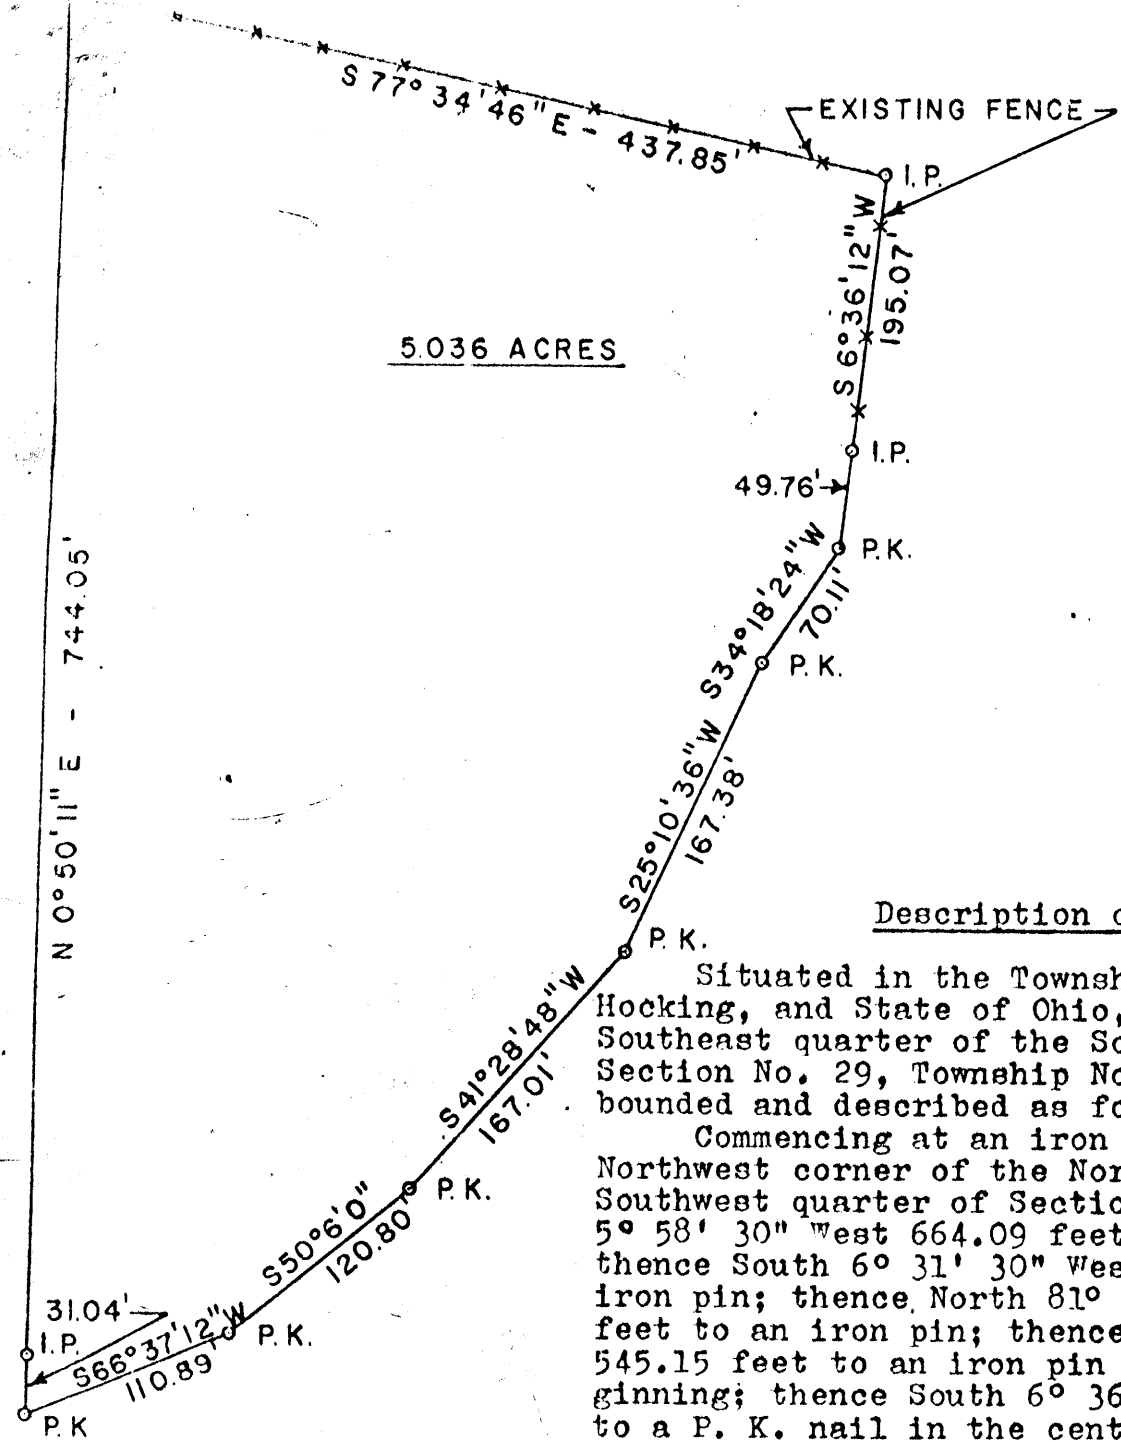 S 77° 34' 46" E - 437.85'
EXISTING FENCE
I.P.
S 6° 36' 12" W
195.07'
5.036 ACRES
I.P.
49.76'
P.K.
S34°18'24"W
70.11'
P.K.
N 0°50'11" E - 744.05'
S25°10'36"W
167.38'
P.K.
S41°28'48"W
167.01'
P.K.
S50°6'0"
120.80'
P.K.
31.04'
I.P.
S66°37'12"W
110.89'
P.K
Description
Situated in the Townsh
Hocking, and State of Ohio,
Southeast quarter of the So
Section No. 29, Township No
bounded and described as fo
Commencing at an iron
Northwest corner of the Nor
Southwest quarter of Sectio
5° 58' 30" West 664.09 feet
thence South 6° 31' 30" Wes
iron pin; thence North 81°
feet to an iron pin; thence
545.15 feet to an iron pin
ginning; thence South 6° 36
to a P. K. nail in the cent